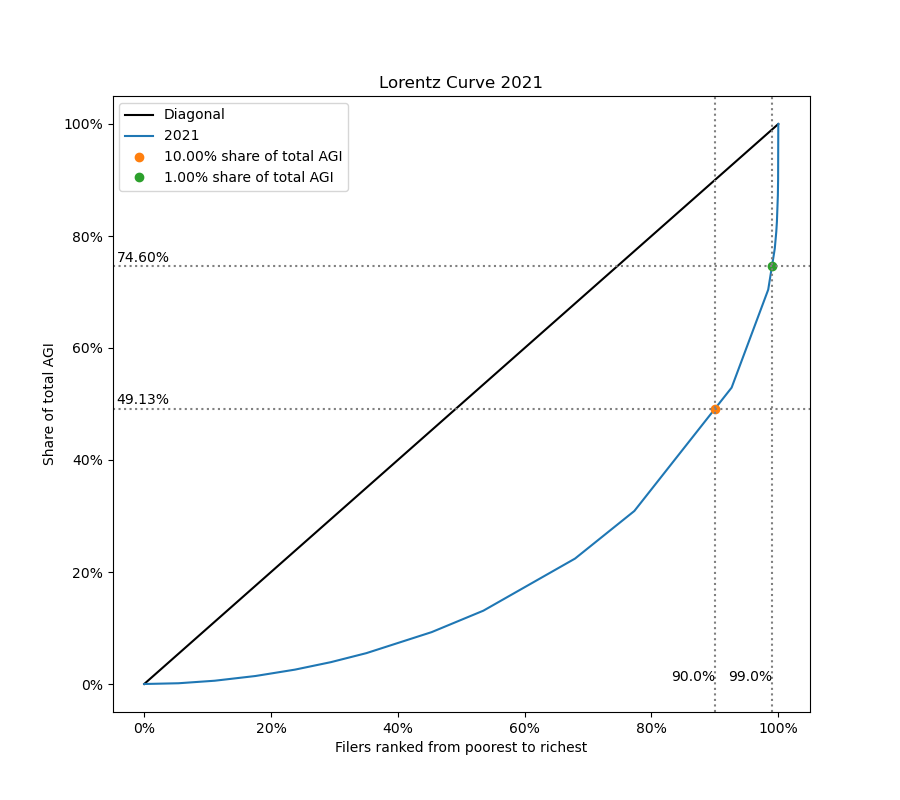 Lorentz Curve 2021
Diagonal
2021
10.00% share of total AGI
1.00% share of total AGI
100%
80%
74.60%
60%
49.13%
40%
20%
0%
90.0%
99.0%
0%
20%
40%
60%
80%
100%
Filers ranked from poorest to richest
Share of total AGI